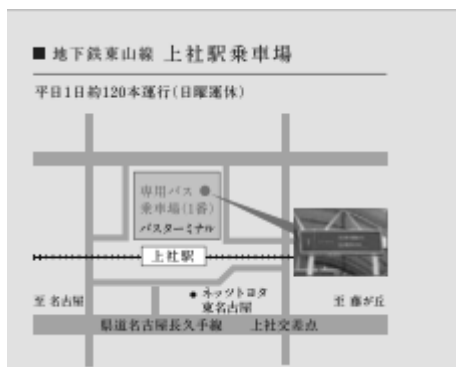 ■ 地下鉄東山線 上社駅乗車場
平日1日約120本運行(日曜運休)
専用バス ●
乗車場(1番)
バスターミナル
上社駅
● ネッツトヨタ
東名古屋
至 名古屋
至 藤が丘
県道名古屋長久手線 上社交差点